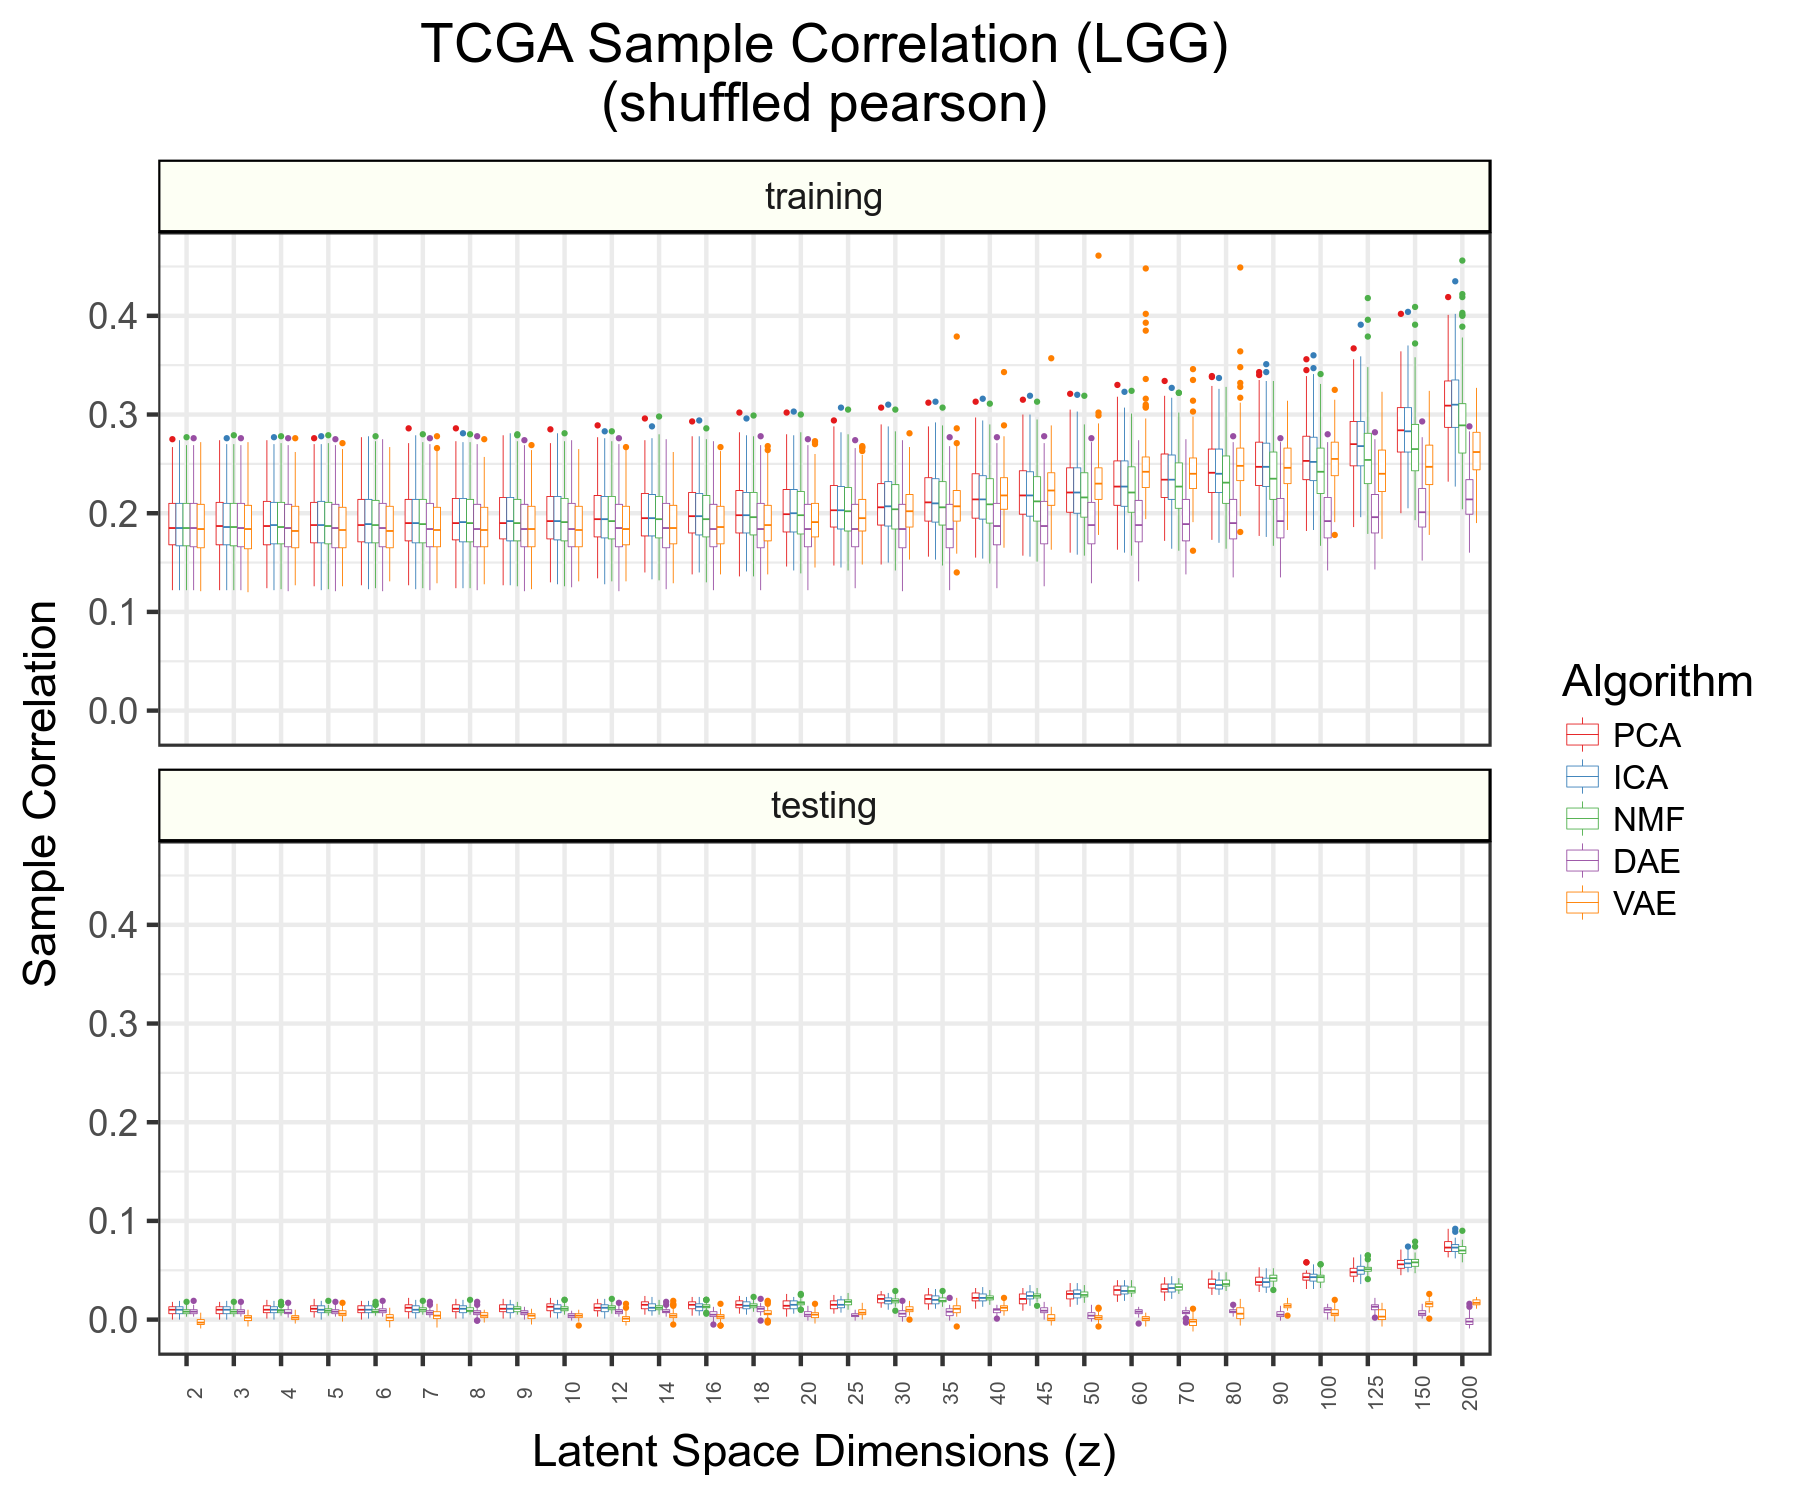 TCGA Sample Correlation (LGG)
(shuffled pearson)
training
0.4
0.3
0.2
0.1
0.0
testing
0.4
0.3
0.2
0.1
0.0
Sample Correlation
2 3 4 5 6 7 8 9 10 12 14 16 18 20 25 30 35 40 45 50 60 70 80 90 100 125 150 200
Latent Space Dimensions (z)
Algorithm
PCA
ICA
NMF
DAE
VAE